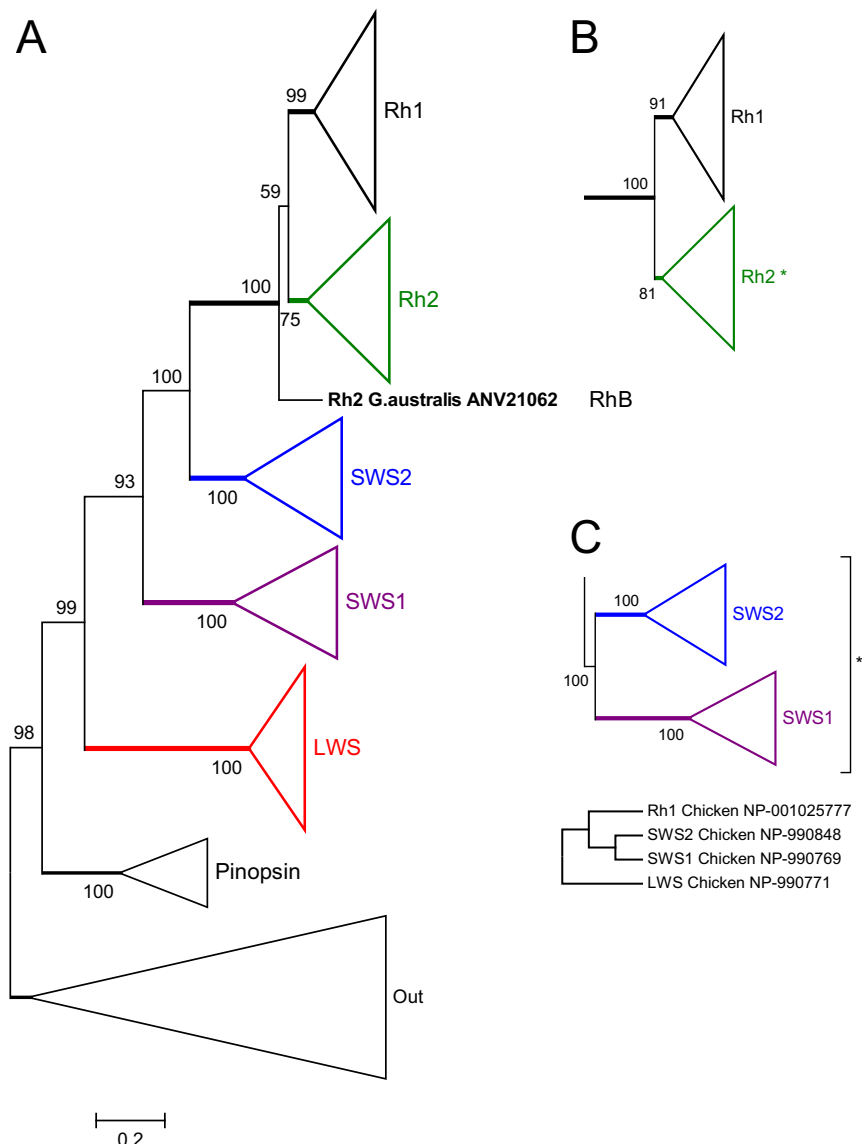 A
99
Rh1
59
100
75
Rh2
Rh2 G.australis ANV21062 RhB
100
SWS2
100
93
SWS1
100
99
LWS
100
98
Pinopsin
100
Out
0.2
B
91
Rh1
100
Rh2 *
81
C
100
SWS2
100
SWS1
100
*
Rh1 Chicken NP-001025777
SWS2 Chicken NP-990848
SWS1 Chicken NP-990769
LWS Chicken NP-990771